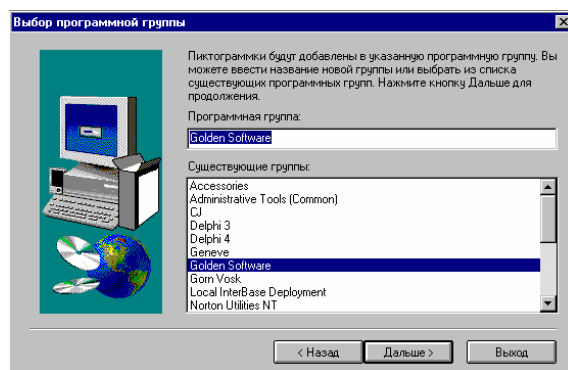 Выбор программной группы
Пиктограммки будут добавлены в указанную программную группу. Вы
можете ввести название новой группы или выбрать из списка
существующих программных групп. Нажмите кнопку Дальше для
продолжения.
Программная группа:
Golden Software
Существующие группы:
Accessories
Administrative Tools (Common)
CJ
Delphi 3
Delphi 4
Geneve
Golden Software
Gorn Vosk
Local InterBase Deployment
Norton Utilities NT
< Назад
Дальше >
Выход